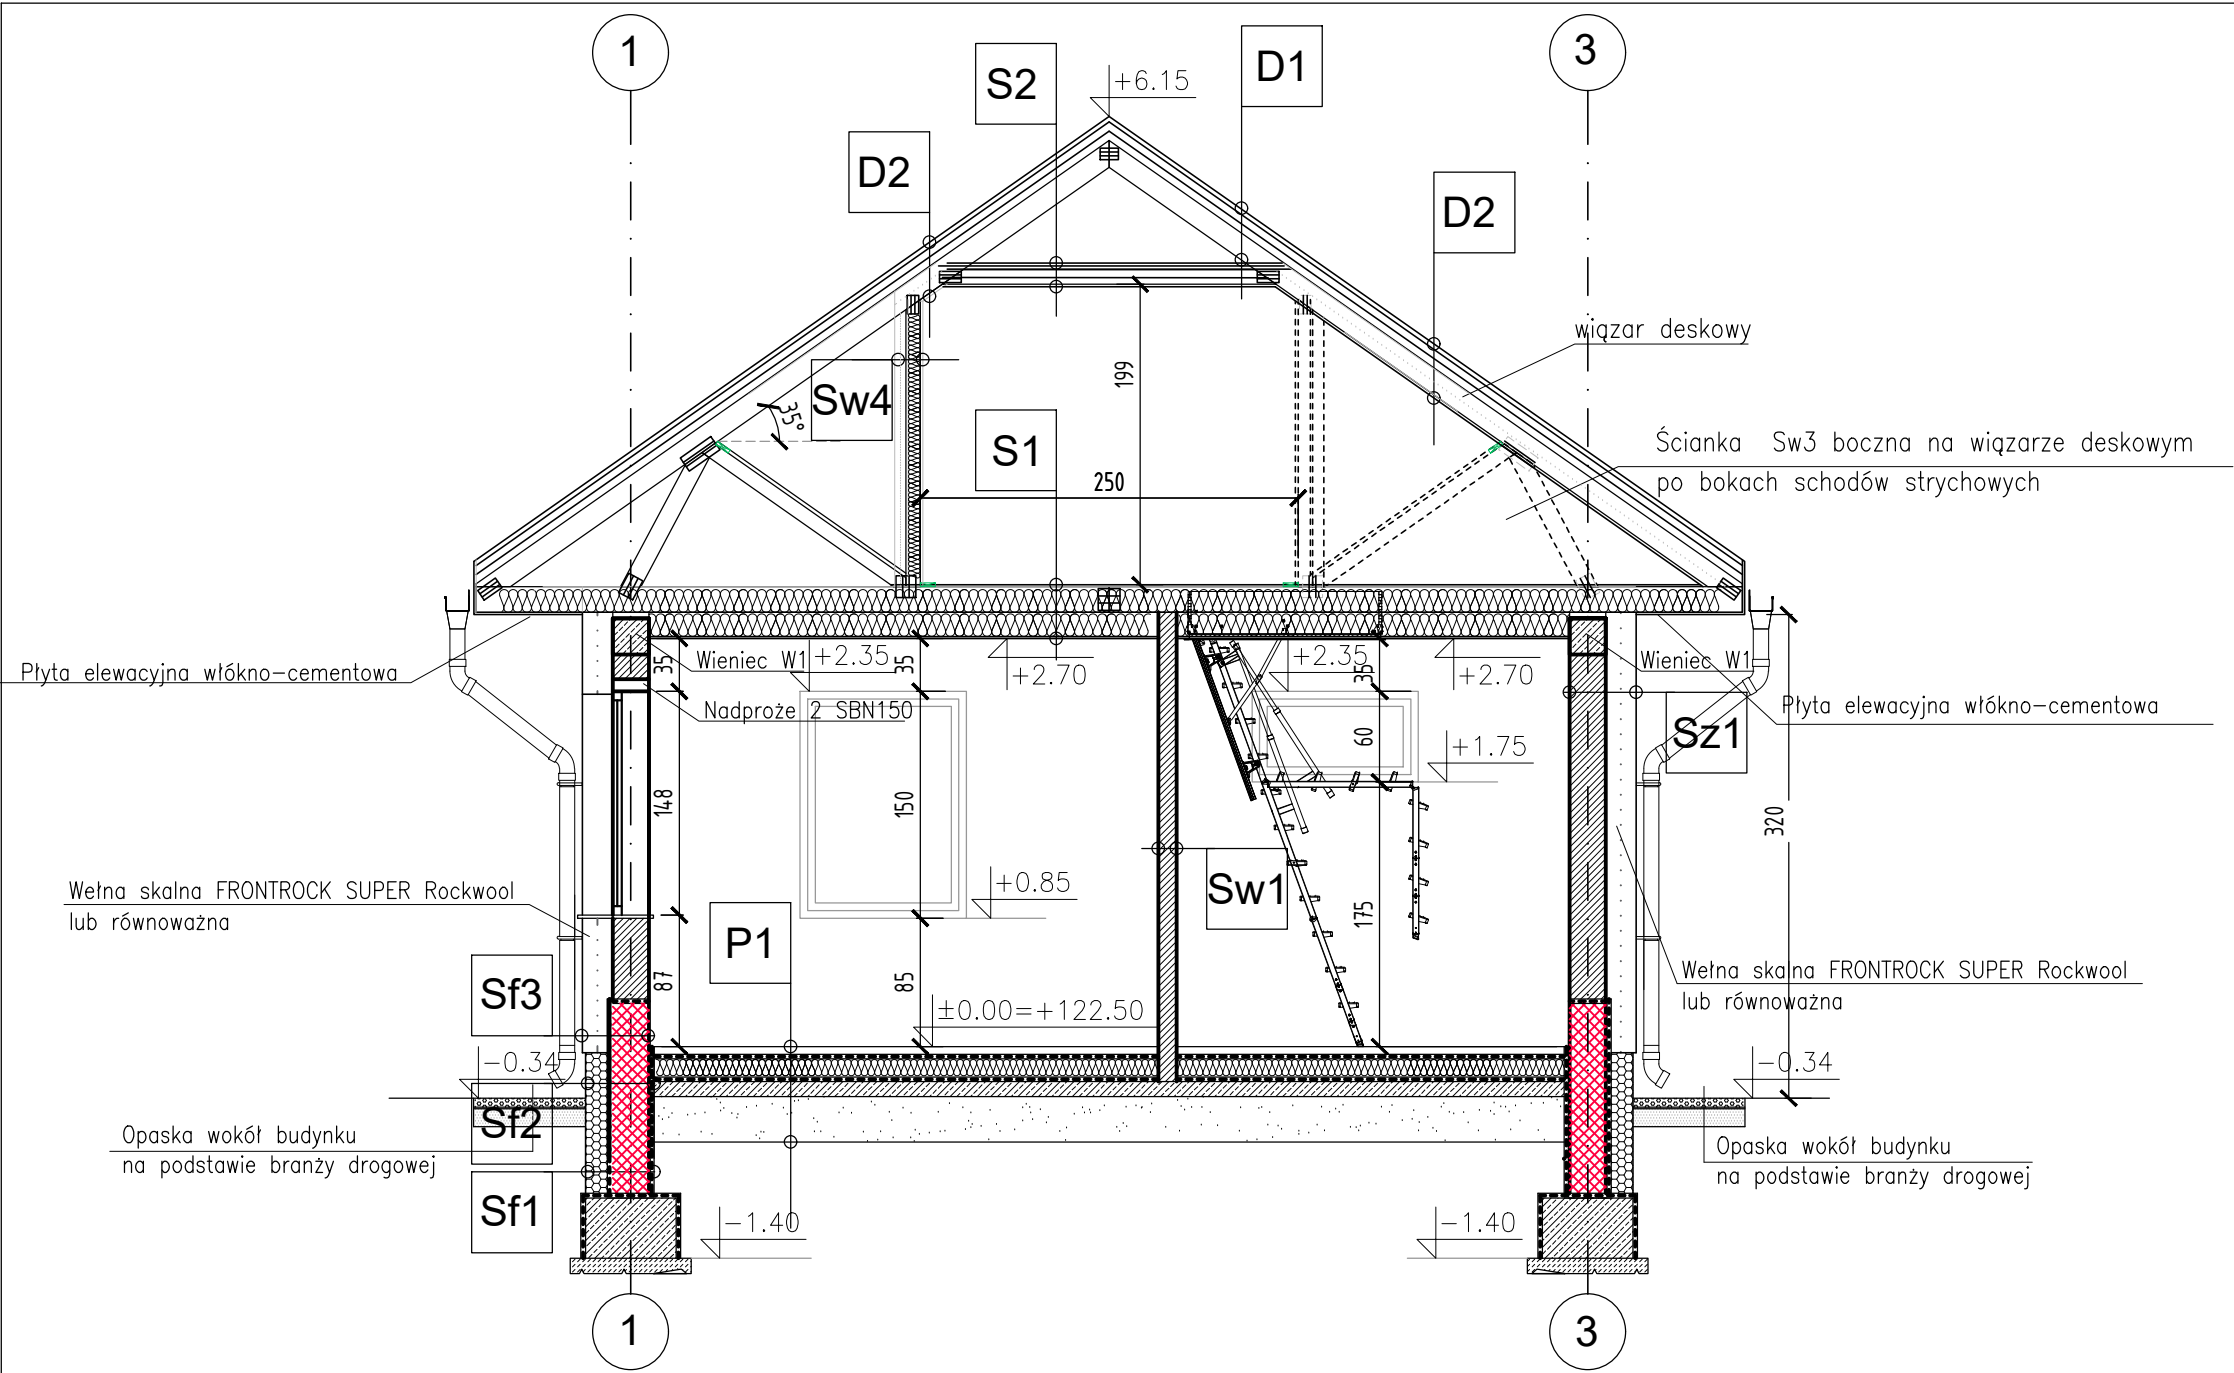 1
3
S2
D1
+6.15
D2
D2
wiązar deskowy
199
Sw4
35°
S1
250
Ścianka Sw3 boczna na wiązarze deskowym
po bokach schodów strychowych
Płyta elewacyjna włókno-cementowa
35
Wieniec W1
+2.35
35
+2.70
+2.35
35
+2.70
Wieniec W1
Nadproże 2 SBN150
Płyta elewacyjna włókno-cementowa
Sz1
60
+1.75
148
150
320
Wełna skalna FRONTROCK SUPER Rockwool
lub równoważna
+0.85
Sw1
175
P1
87
85
Wełna skalna FRONTROCK SUPER Rockwool
lub równoważna
Sf3
±0.00=+122.50
-0.34
-0.34
Sf2
Opaska wokół budynku
na podstawie branży drogowej
Opaska wokół budynku
na podstawie branży drogowej
Sf1
-1.40
-1.40
1
3